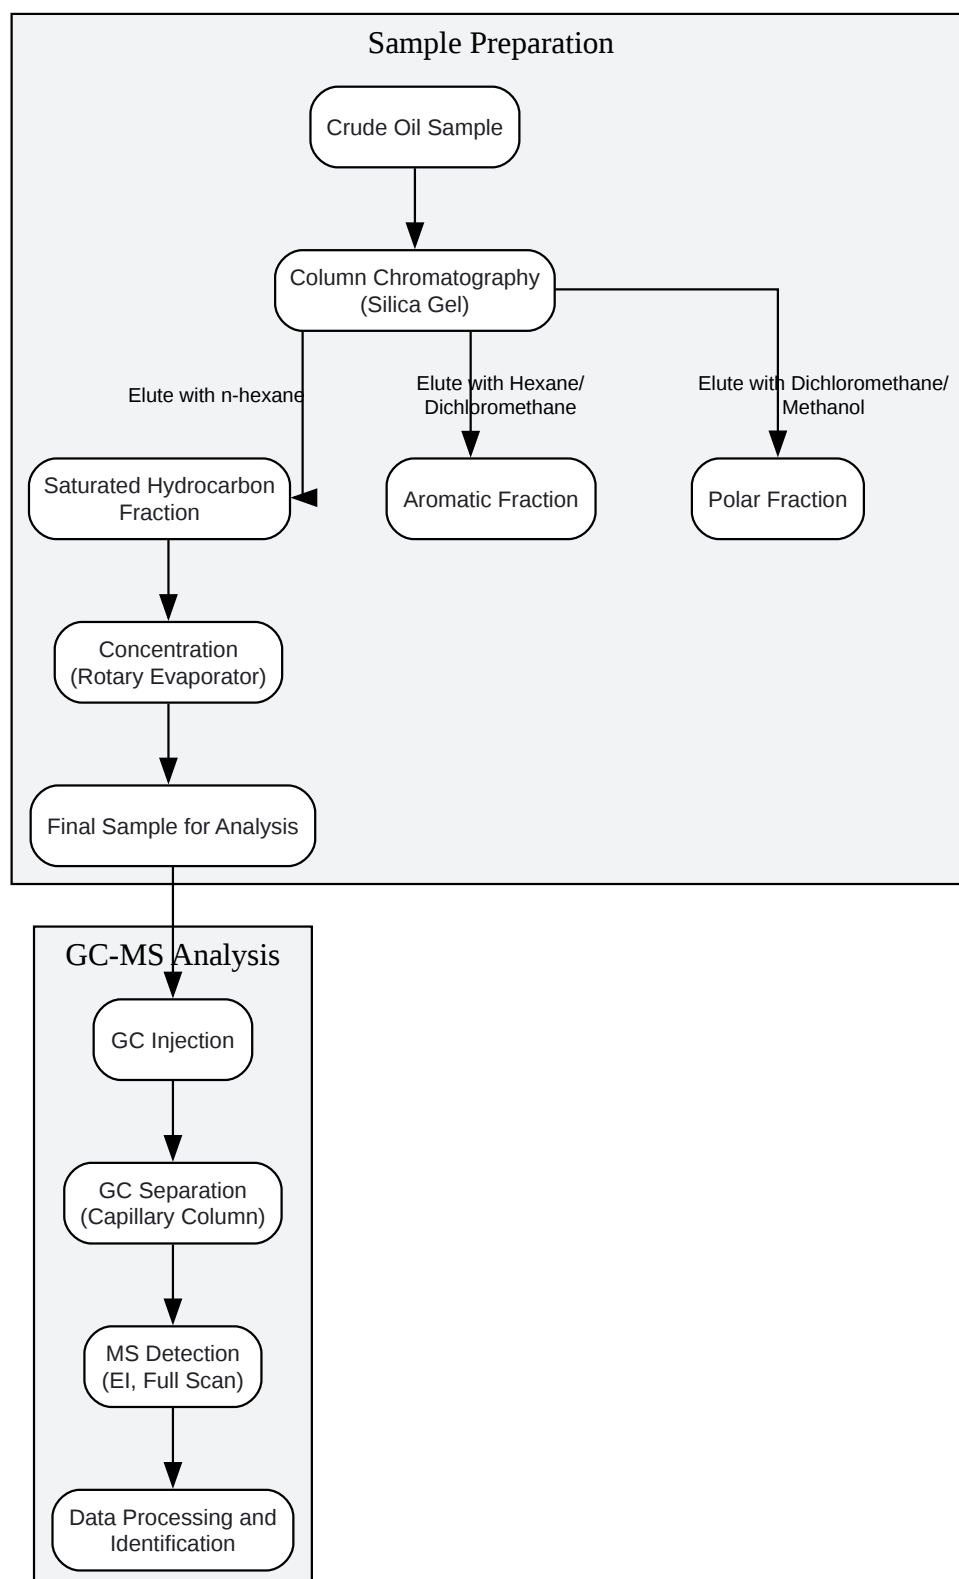 Sample Preparation
Crude Oil Sample
Column Chromatography
(Silica Gel)
Elute with n-hexane
Elute with Hexane/
Dichloromethane
Elute with Dichloromethane/
Methanol
Saturated Hydrocarbon
Fraction
Aromatic Fraction
Polar Fraction
Concentration
(Rotary Evaporator)
Final Sample for Analysis
GC-MS Analysis
GC Injection
GC Separation
(Capillary Column)
MS Detection
(EI, Full Scan)
Data Processing and
Identification